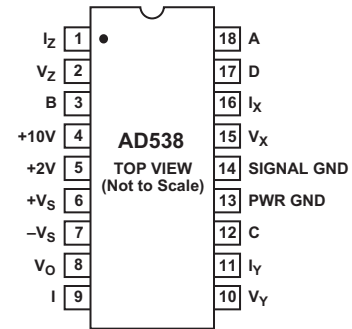 I_Z 1 18 A
V_Z 2 17 D
B 3 16 I_X
+10V 4 AD538 15 V_X
+2V 5 TOP VIEW 14 SIGNAL GND
(Not to Scale)
+V_S 6 13 PWR GND
–V_S 7 12 C
V_O 8 11 I_Y
I 9 10 V_Y